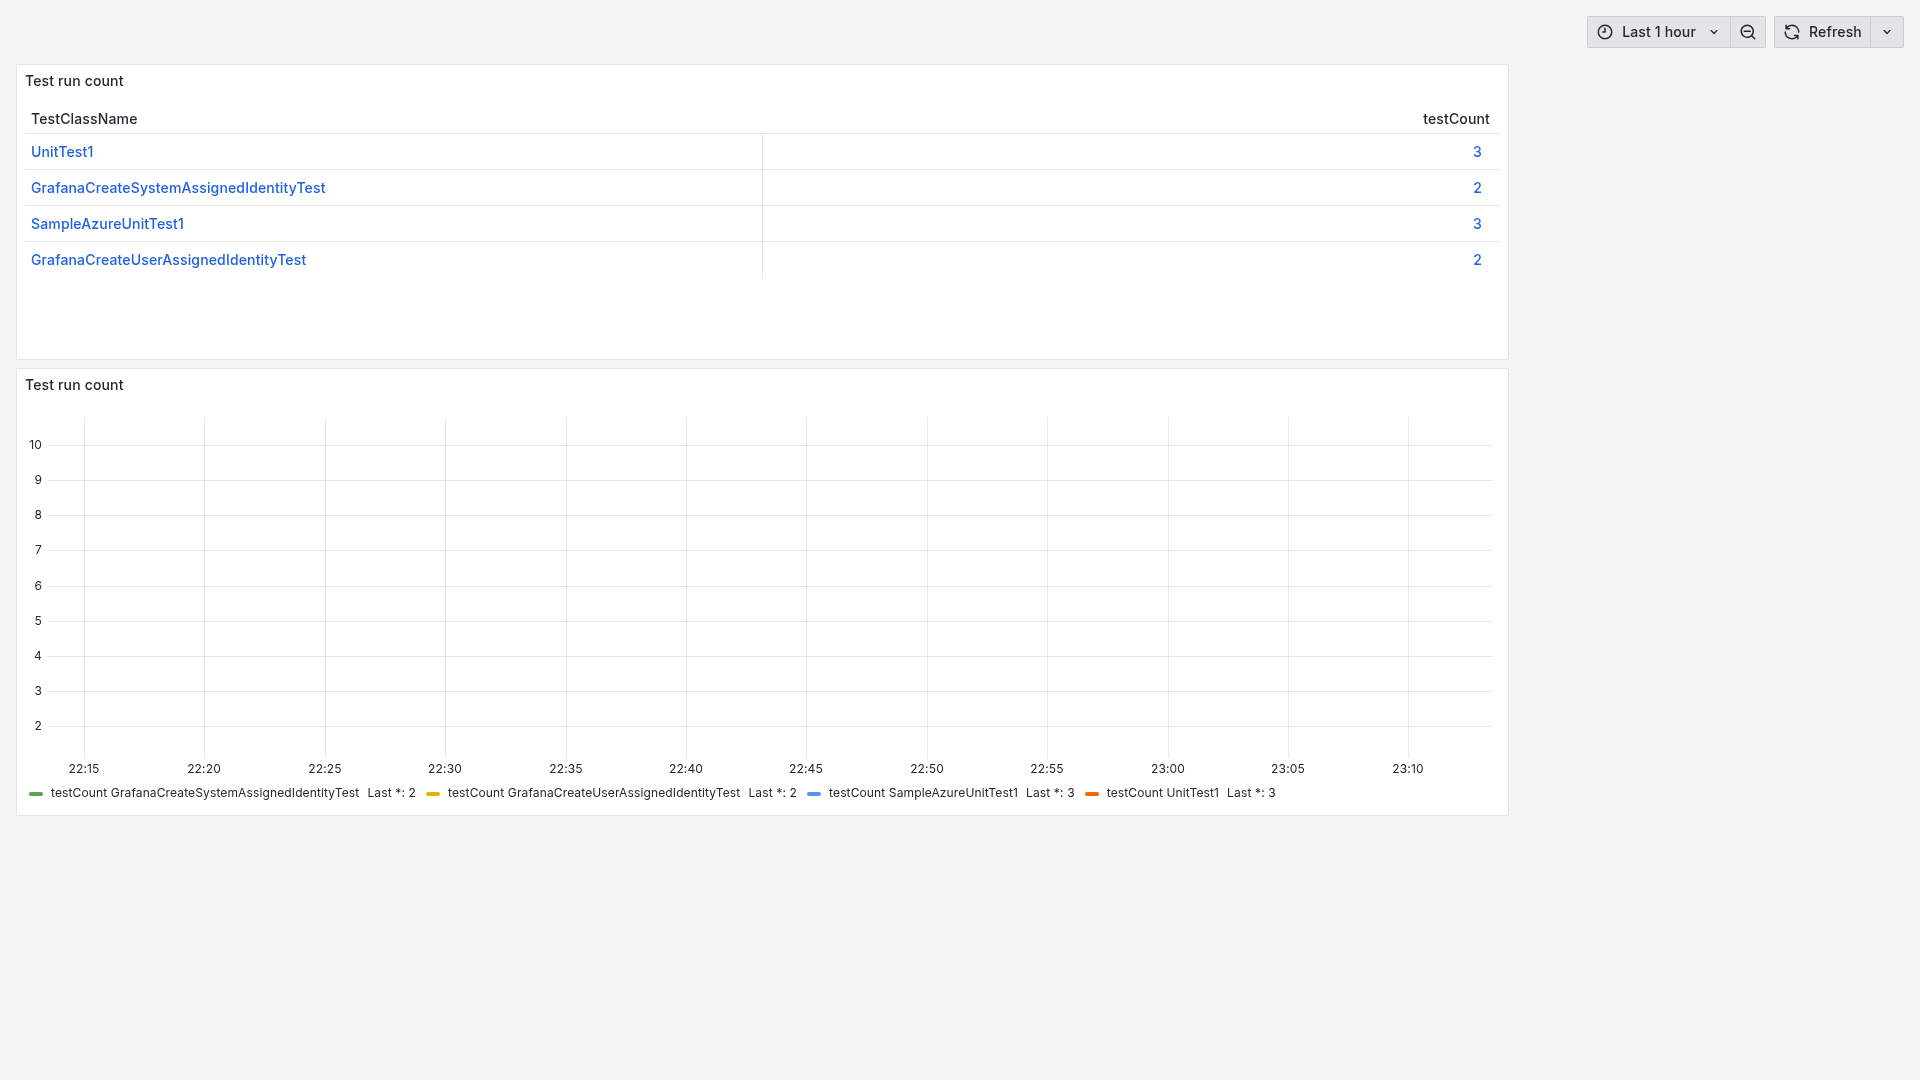 Last 1 hour Refresh
Test run count
TestClassName testCount
UnitTest1 3
GrafanaCreateSystemAssignedIdentityTest 2
SampleAzureUnitTest1 3
GrafanaCreateUserAssignedIdentityTest 2
Test run count
10
9
8
7
6
5
4
3
2
22:15 22:20 22:25 22:30 22:35 22:40 22:45 22:50 22:55 23:00 23:05 23:10
testCount GrafanaCreateSystemAssignedIdentityTest Last *: 2 testCount GrafanaCreateUserAssignedIdentityTest Last *: 2 testCount SampleAzureUnitTest1 Last *: 3 testCount UnitTest1 Last *: 3